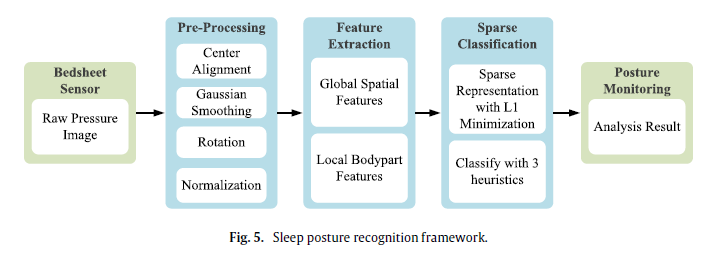 Bedsheet
Sensor
Raw Pressure
Image
Pre-Processing
Center
Alignment
Gaussian
Smoothing
Rotation
Normalization
Feature
Extraction
Global Spatial
Features
Local Bodypart
Features
Sparse
Classification
Sparse
Representation
with L1
Minimization
Classify with 3
heuristics
Posture
Monitoring
Analysis Result
Fig. 5. Sleep posture recognition framework.